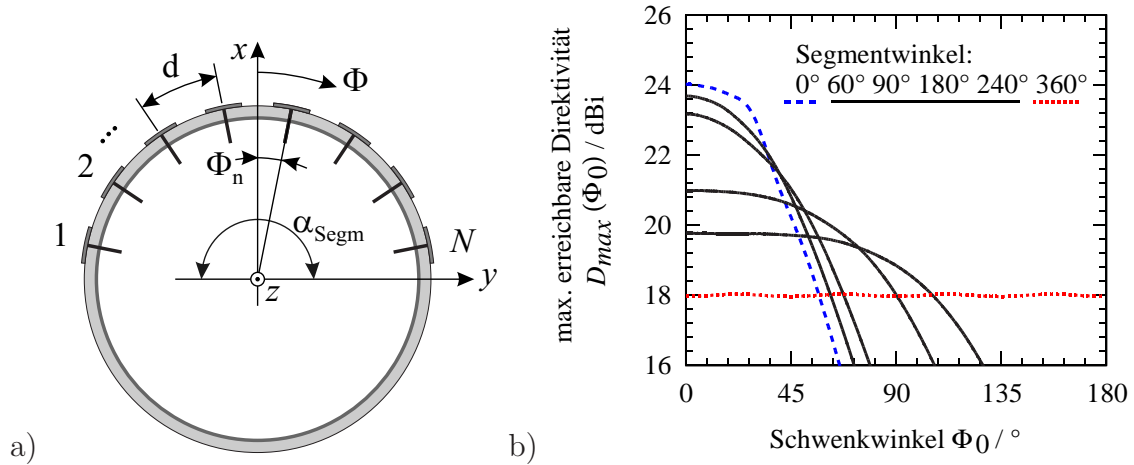 a)
x
d
Φ
2
Φn
1
αSegm
N
y
z
b)
max. erreichbare Direktivität
Dmax (Φ0) / dBi
26
24
22
20
18
16
Segmentwinkel:
0° 60° 90° 180° 240° 360°
0 45 90 135 180
Schwenkwinkel Φ0 / °